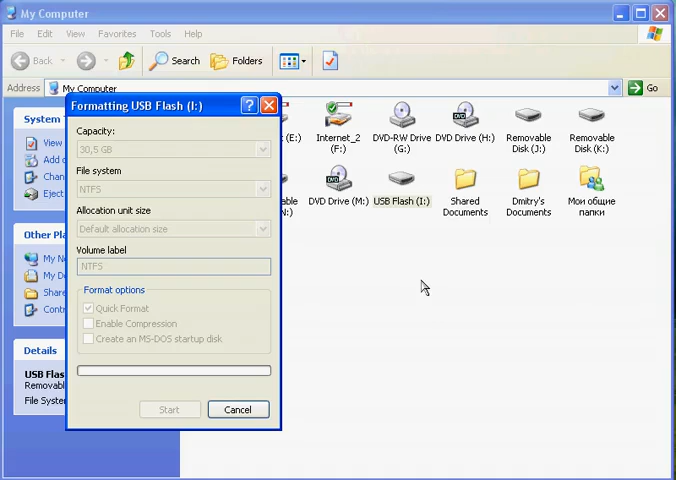 My Computer
File Edit View Favorites Tools Help
Back Search Folders
Address My Computer Go
System
View
Add
Eject
Other
My
My
Details
USB
Removab
File System
Formatting USB Flash (I:)
Capacity:
30,5 GB
File system
NTFS
Allocation unit size
Default allocation size
Volume label
NTFS
Format options
Quick Format
Enable Compression
Create an MS-DOS startup disk
Start Cancel
(E:)
Internet_2
(F:)
DVD-RW Drive
(G:)
DVD Drive (H:)
Removable
Disk (J:)
Removable
Disk (K:)
DVD Drive (M:)
USB Flash (I:)
Shared
Documents
Dmitry's
Documents
Мои общие
папки